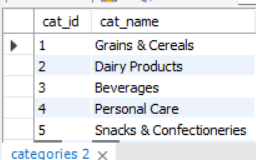 cat_id cat_name
1 Grains & Cereals
2 Dairy Products
3 Beverages
4 Personal Care
5 Snacks & Confectioneries
categories 2 ×